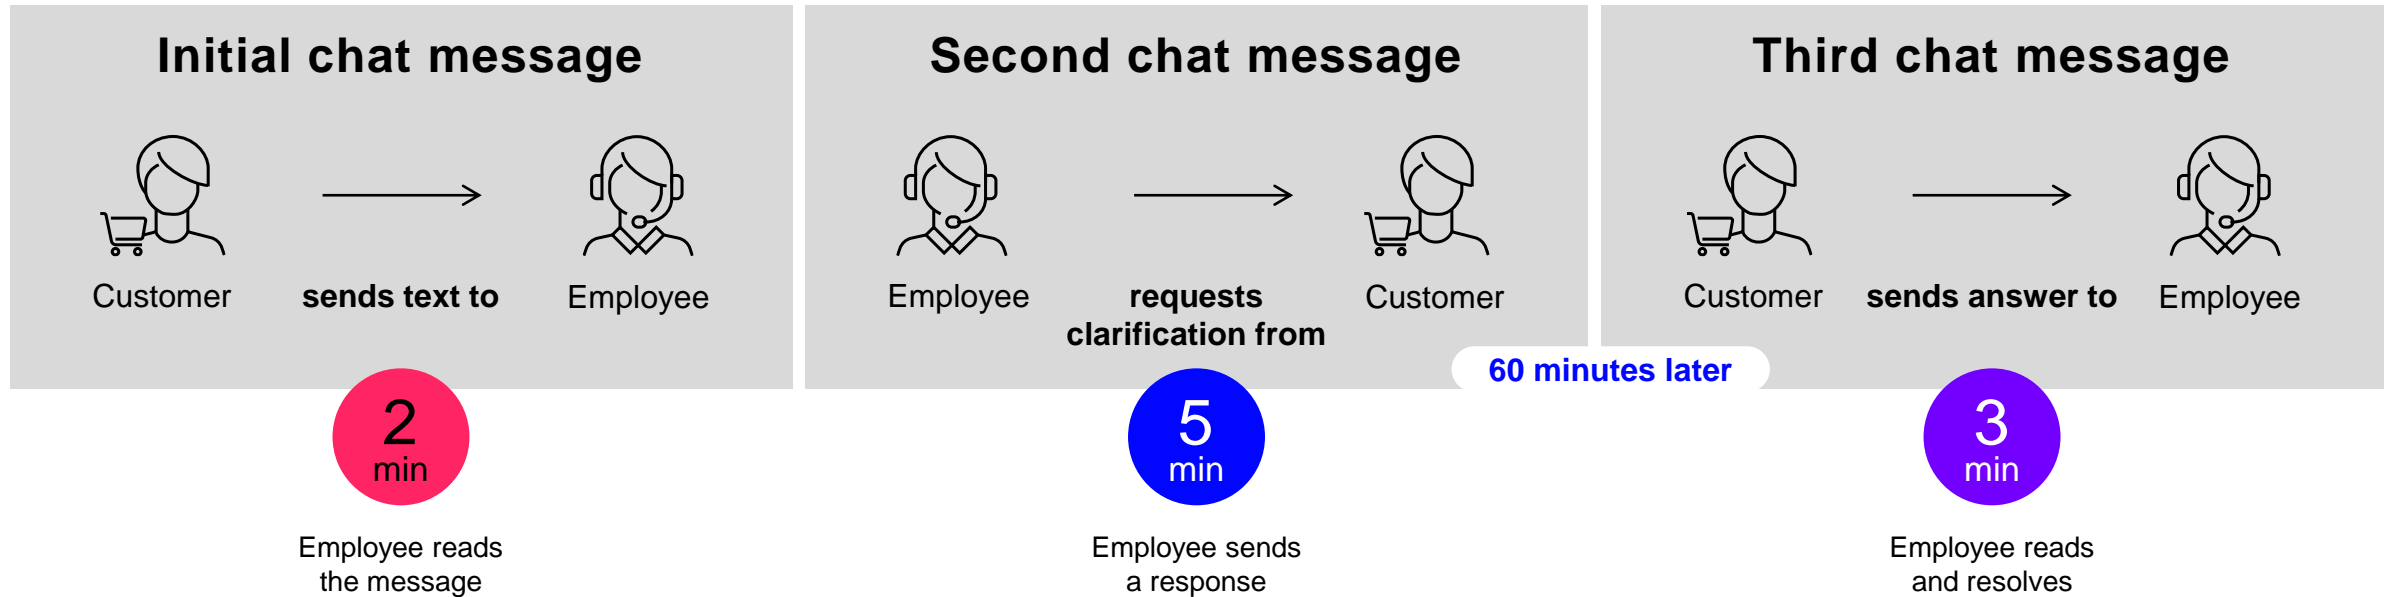 Initial chat message
Customer
sends text to
Employee
2
min
Employee reads
the message
Second chat message
Employee
requests
clarification from
Customer
5
min
Employee sends
a response
60 minutes later
Third chat message
Customer
sends answer to
Employee
3
min
Employee reads
and resolves